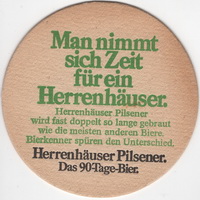 Man nimmt
sich Zeit
für ein
Herrenhäuser.
Herrenhäuser Pilsener
wird fast doppelt so lange gebraut
wie die meisten anderen Biere.
Bierkenner spüren den Unterschied.
Herrenhäuser Pilsener.
Das 90-Tage-Bier.